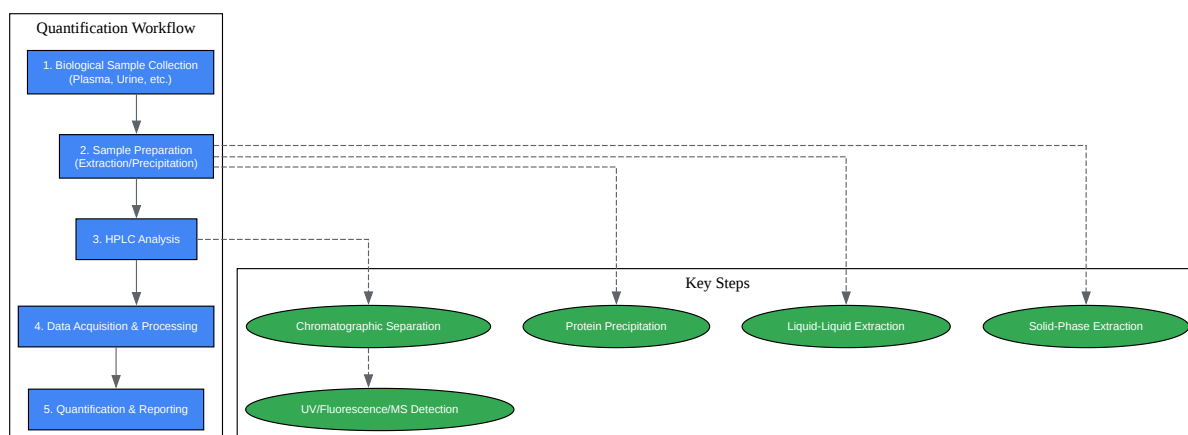 Quantification Workflow
1. Biological Sample Collection
(Plasma, Urine, etc.)
2. Sample Preparation
(Extraction/Precipitation)
3. HPLC Analysis
4. Data Acquisition & Processing
5. Quantification & Reporting
Key Steps
Chromatographic Separation
Protein Precipitation
Liquid-Liquid Extraction
Solid-Phase Extraction
UV/Fluorescence/MS Detection